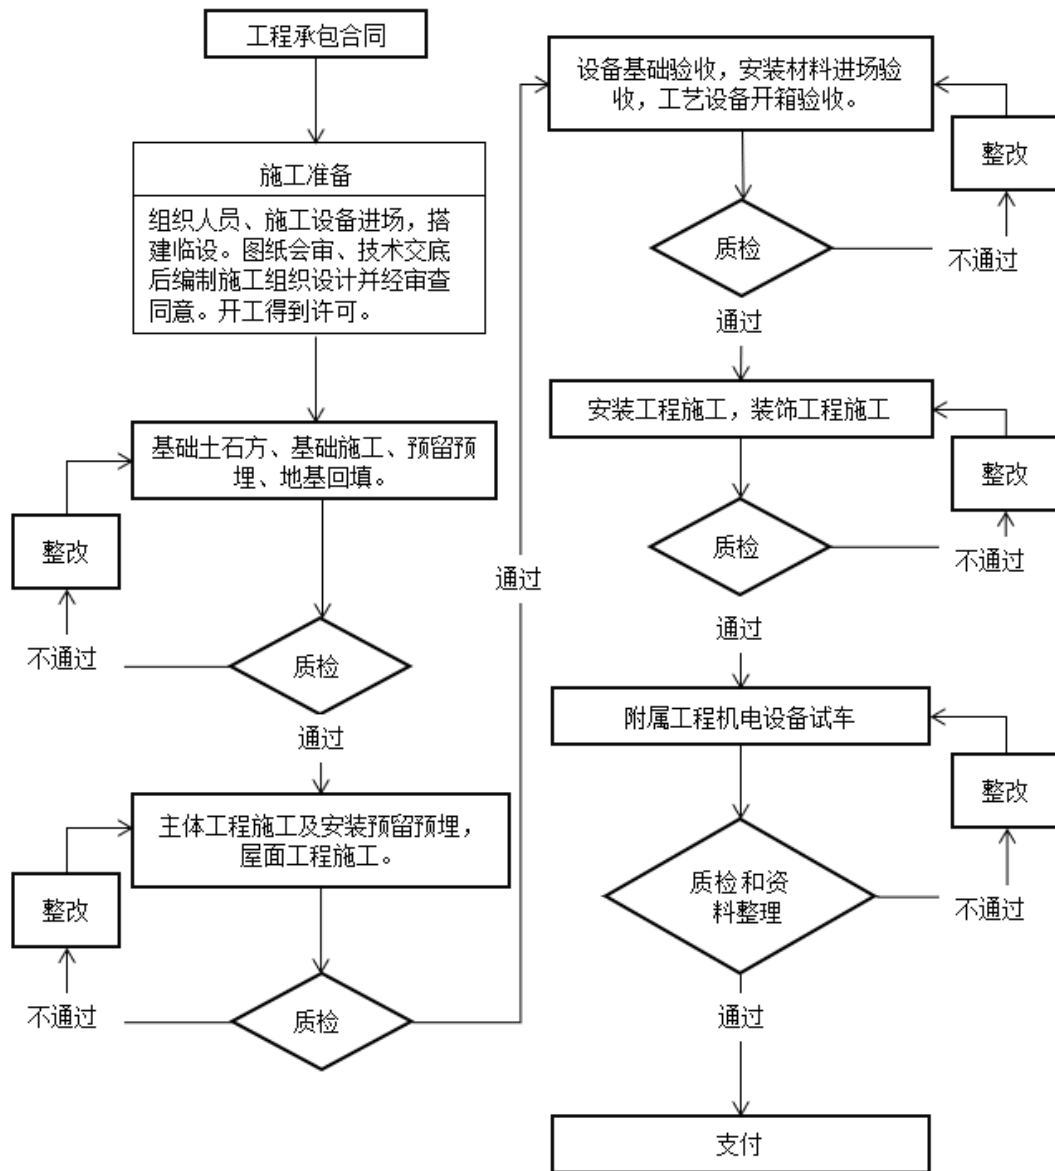 工程承包合同
施工准备
组织人员、施工设备进场，搭
建临设。图纸会审、技术交底
后编制施工组织设计并经审查
同意。开工得到许可。
基础土石方、基础施工、预留预
埋、地基回填。
整改
质检
不通过
通过
主体工程施工及安装预留预埋，
屋面工程施工。
整改
质检
不通过
通过
设备基础验收，安装材料进场验
收，工艺设备开箱验收。
整改
质检
不通过
通过
安装工程施工，装饰工程施工
整改
质检
不通过
通过
附属工程机电设备试车
整改
质检和资
料整理
不通过
通过
支付